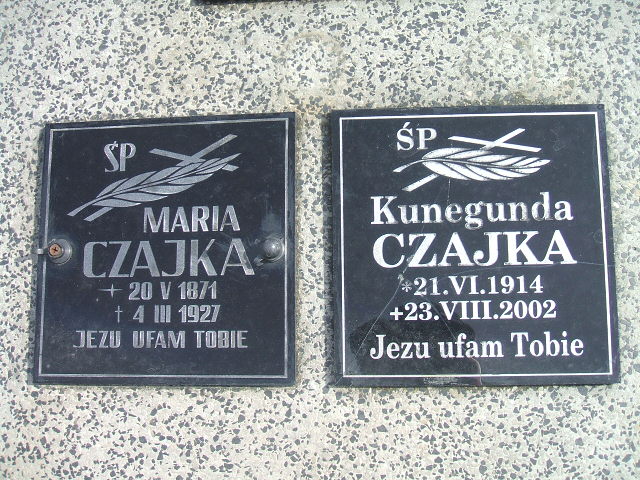 ŚP
MARIA
CZAJKA
20 V 1871
† 4 III 1927
JEZU UFAM TOBIE
ŚP
Kunegunda
CZAJKA
*21.VI.1914
+23.VIII.2002
Jezu ufam Tobie